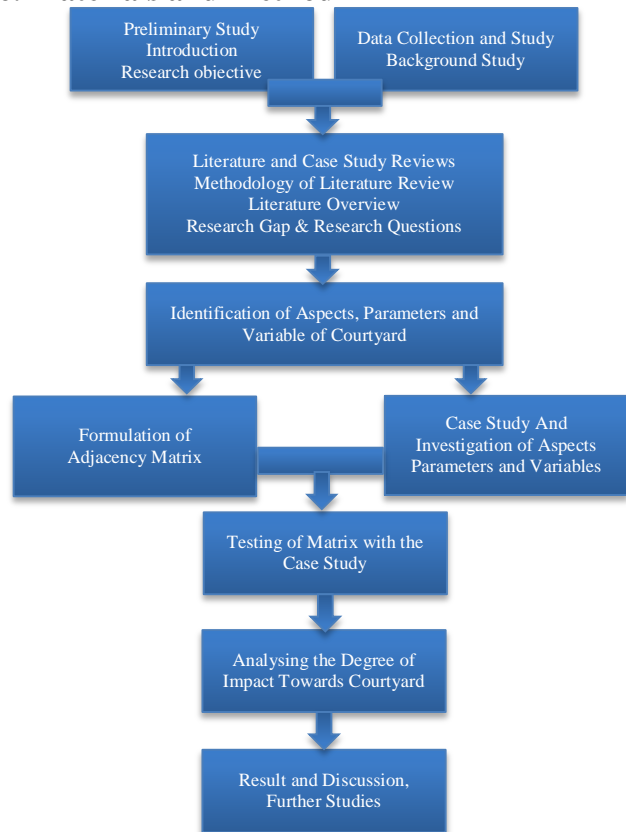 Preliminary Study
Introduction
Research objective
Data Collection and Study
Background Study
Literature and Case Study Reviews
Methodology of Literature Review
Literature Overview
Research Gap & Research Questions
Identification of Aspects, Parameters and
Variable of Courtyard
Formulation of
Adjacency Matrix
Case Study And
Investigation of Aspects
Parameters and Variables
Testing of Matrix with the
Case Study
Analysing the Degree of
Impact Towards Courtyard
Result and Discussion,
Further Studies